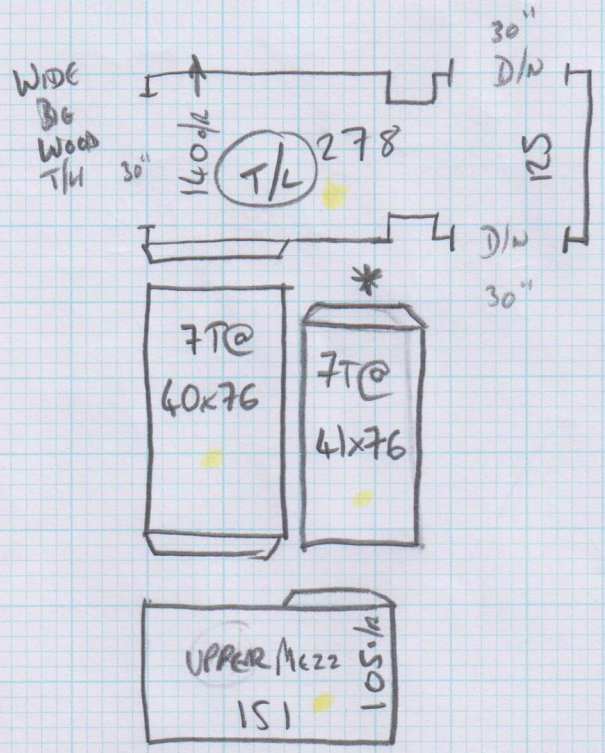 30"
WIDE D/N
BIG
WOOD 140 o/R 278 125
T/H 30" T/L
D/N
* 30"
7T@
40x76 7T@
41x76
UPPER MEZZ 105 o/R
151